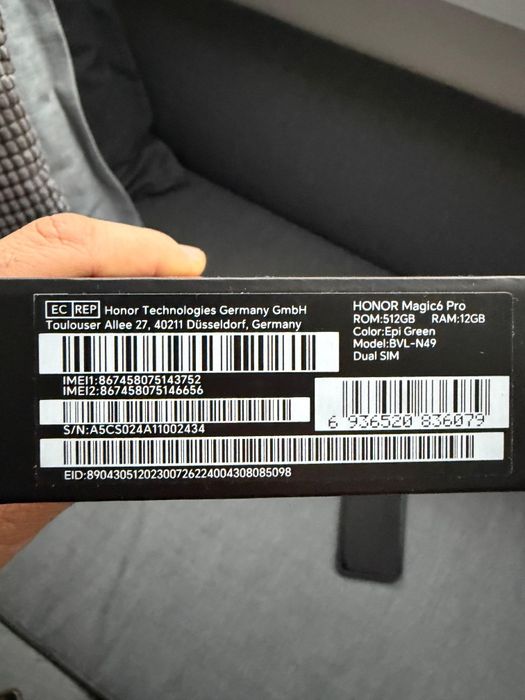 EC REP Honor Technologies Germany GmbH
Toulouser Allee 27, 40211 Düsseldorf, Germany
IMEI1:867458075143752
IMEI2:867458075146656
S/N:A5CS024A11002434
EID:89043051202300726224004308085098
HONOR Magic6 Pro
ROM:512GB RAM:12GB
Color:Epi Green
Model:BVL-N49
Dual SIM
6 936520 836079